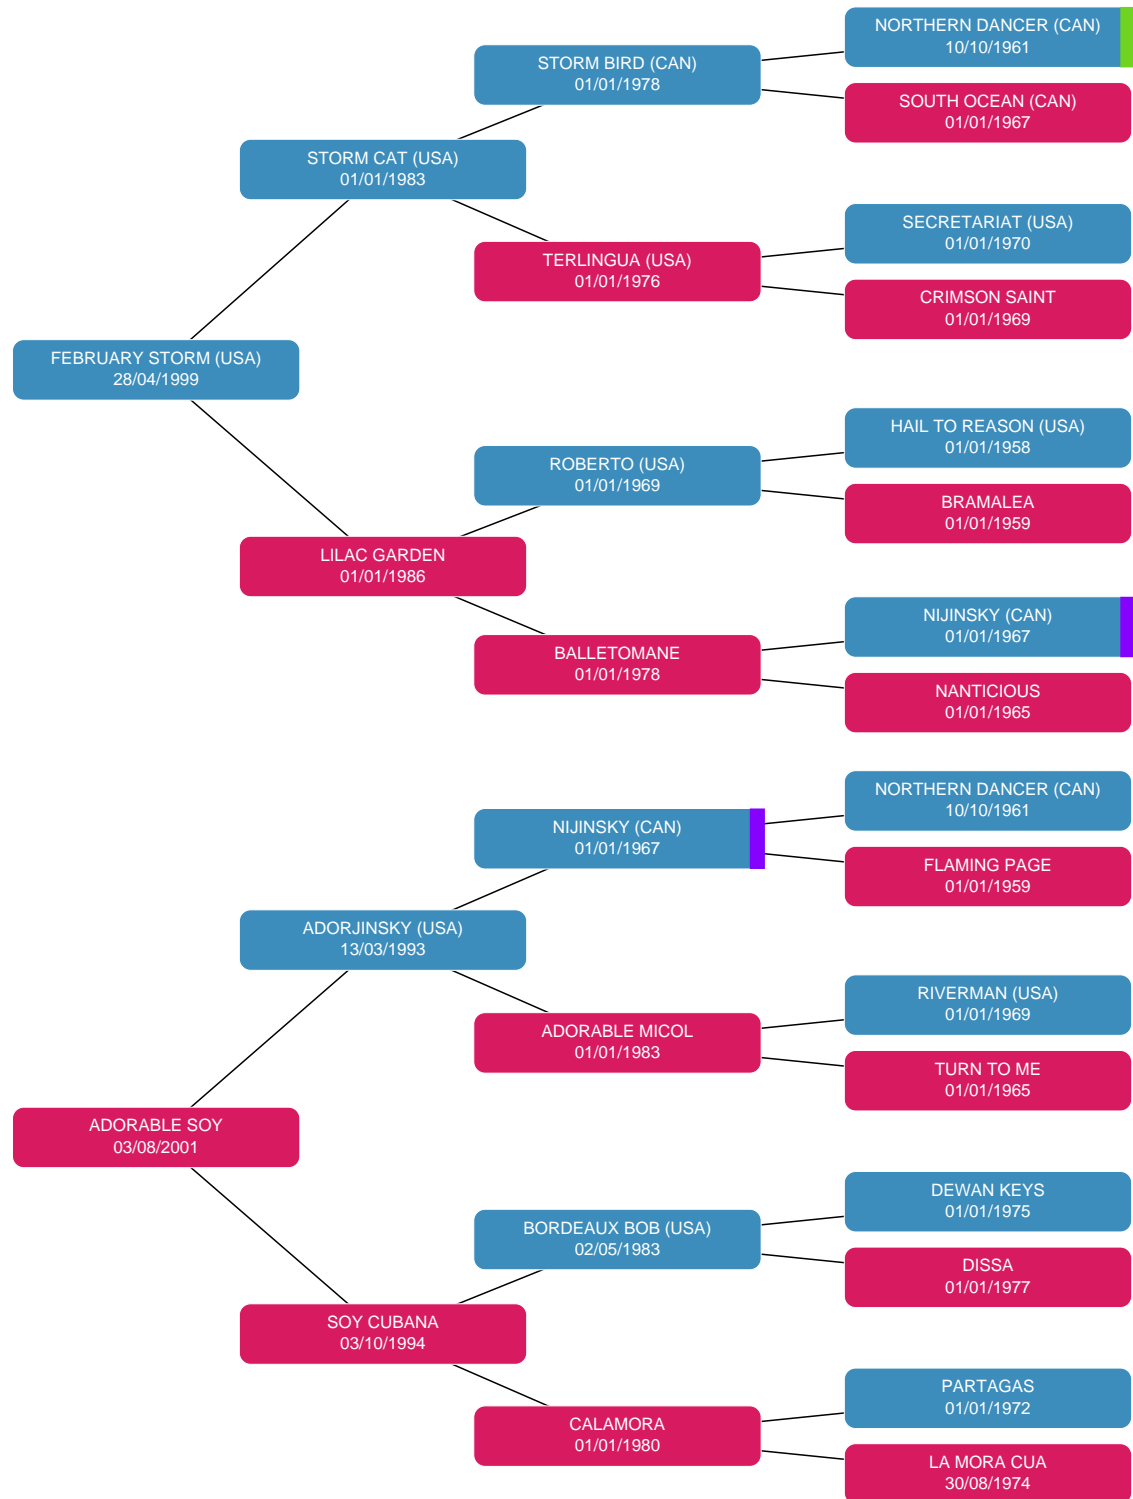 NORTHERN DANCER (CAN)
10/10/1961
STORM BIRD (CAN)
01/01/1978
SOUTH OCEAN (CAN)
01/01/1967
STORM CAT (USA)
01/01/1983
SECRETARIAT (USA)
01/01/1970
TERLINGUA (USA)
01/01/1976
CRIMSON SAINT
01/01/1969
FEBRUARY STORM (USA)
28/04/1999
HAIL TO REASON (USA)
01/01/1958
ROBERTO (USA)
01/01/1969
BRAMALEA
01/01/1959
LILAC GARDEN
01/01/1986
NIJINSKY (CAN)
01/01/1967
BALLETOMANE
01/01/1978
NANTICIOUS
01/01/1965
NORTHERN DANCER (CAN)
10/10/1961
NIJINSKY (CAN)
01/01/1967
FLAMING PAGE
01/01/1959
ADORJINSKY (USA)
13/03/1993
RIVERMAN (USA)
01/01/1969
ADORABLE MICOL
01/01/1983
TURN TO ME
01/01/1965
ADORABLE SOY
03/08/2001
DEWAN KEYS
01/01/1975
BORDEAUX BOB (USA)
02/05/1983
DISSA
01/01/1977
SOY CUBANA
03/10/1994
PARTAGAS
01/01/1972
CALAMORA
01/01/1980
LA MORA CUA
30/08/1974